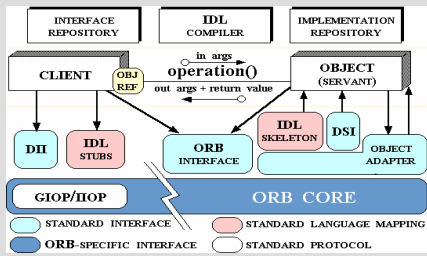 INTERFACE
REPOSITORY
IDL
COMPILER
IMPLEMENTATION
REPOSITORY
CLIENT
OBJ
REF
in args
operation()
out args + return value
OBJECT
(SERVANT)
DII
IDL
STUBS
ORB
INTERFACE
IDL
SKELETON
DSI
OBJECT
ADAPTER
GIOP/IIOP
ORB CORE
STANDARD INTERFACE
STANDARD LANGUAGE MAPPING
ORB-SPECIFIC INTERFACE
STANDARD PROTOCOL